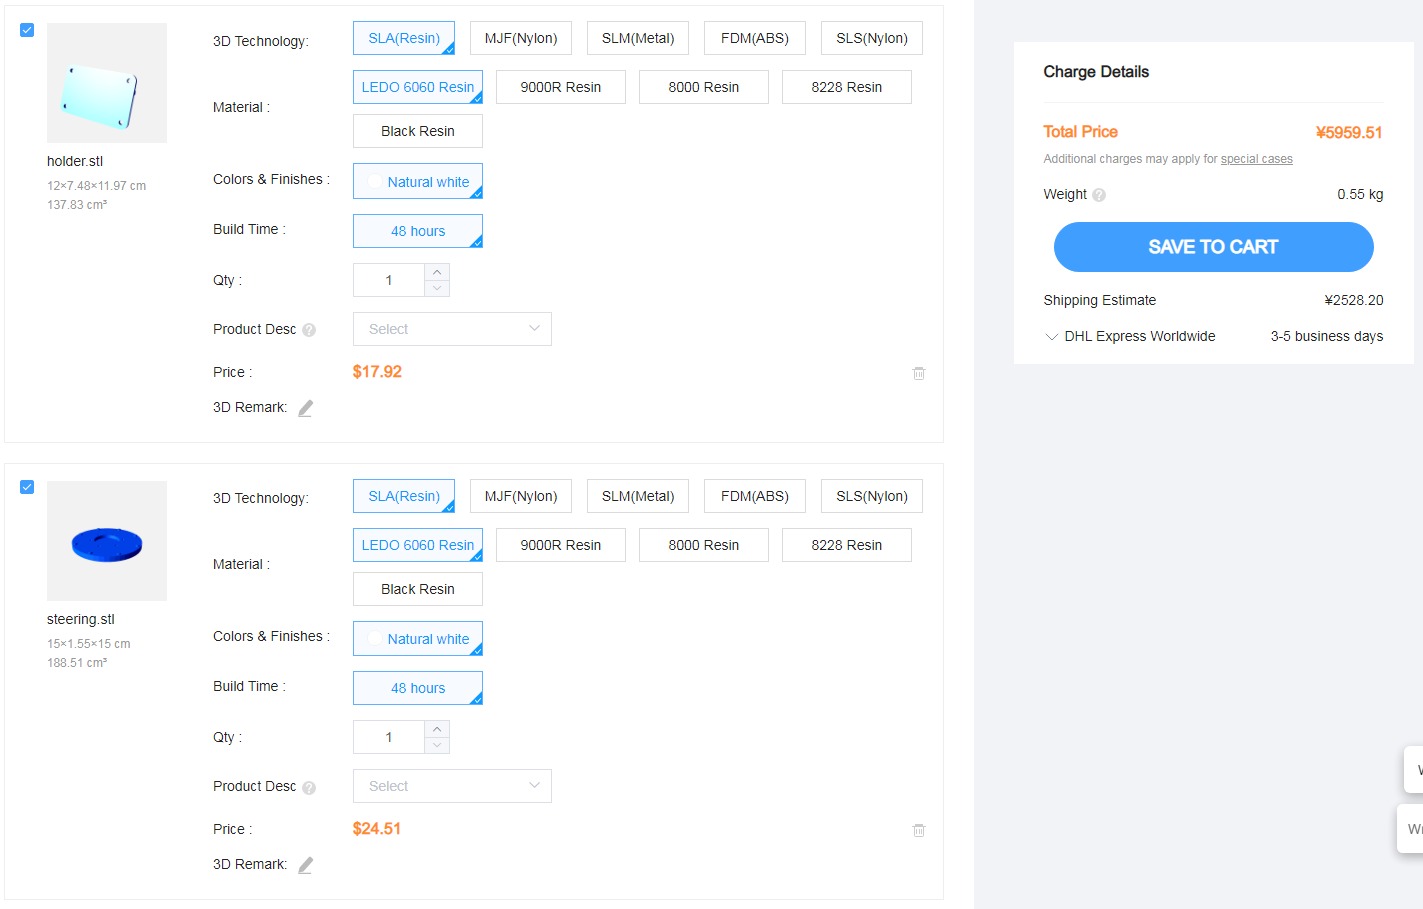 3D Technology:
SLA(Resin) MJF(Nylon) SLM(Metal) FDM(ABS) SLS(Nylon)
Material :
LEDO 6060 Resin 9000R Resin 8000 Resin 8228 Resin
Black Resin
holder.stl
12×7.48×11.97 cm
137.83 cm³
Colors & Finishes : Natural white
Build Time : 48 hours
Qty : 1
Product Desc ? Select
Price : $17.92
3D Remark:
3D Technology:
SLA(Resin) MJF(Nylon) SLM(Metal) FDM(ABS) SLS(Nylon)
Material :
LEDO 6060 Resin 9000R Resin 8000 Resin 8228 Resin
Black Resin
steering.stl
15×1.55×15 cm
188.51 cm³
Colors & Finishes : Natural white
Build Time : 48 hours
Qty : 1
Product Desc ? Select
Price : $24.51
3D Remark:
Charge Details
Total Price ¥5959.51
Additional charges may apply for special cases
Weight ? 0.55 kg
SAVE TO CART
Shipping Estimate ¥2528.20
DHL Express Worldwide 3-5 business days